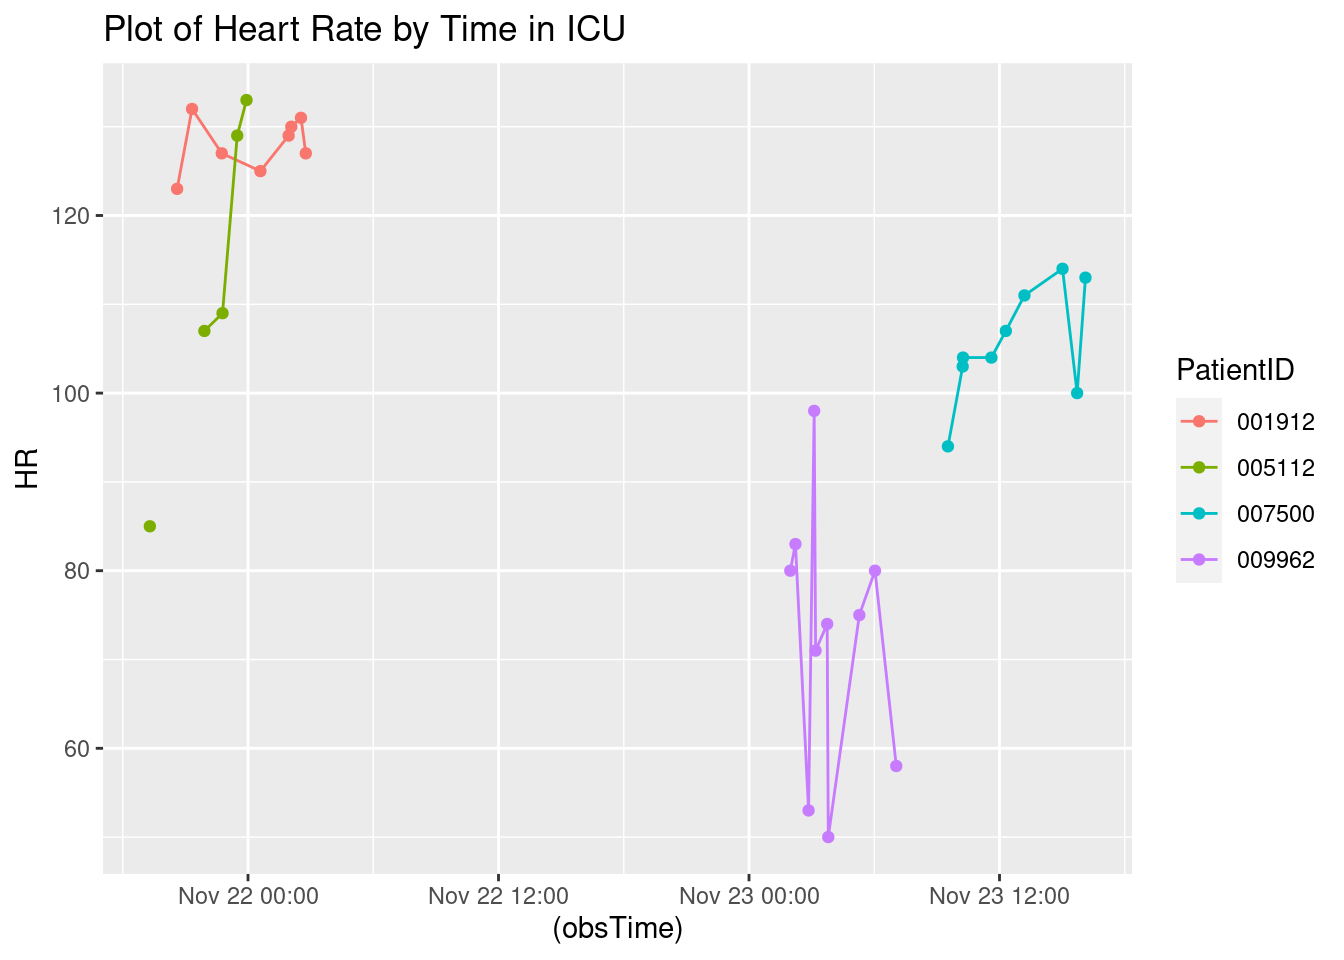 Plot of Heart Rate by Time in ICU
120
100
80
60
HR
Nov 22 00:00
Nov 22 12:00
Nov 23 00:00
Nov 23 12:00
(obsTime)
PatientID
001912
005112
007500
009962